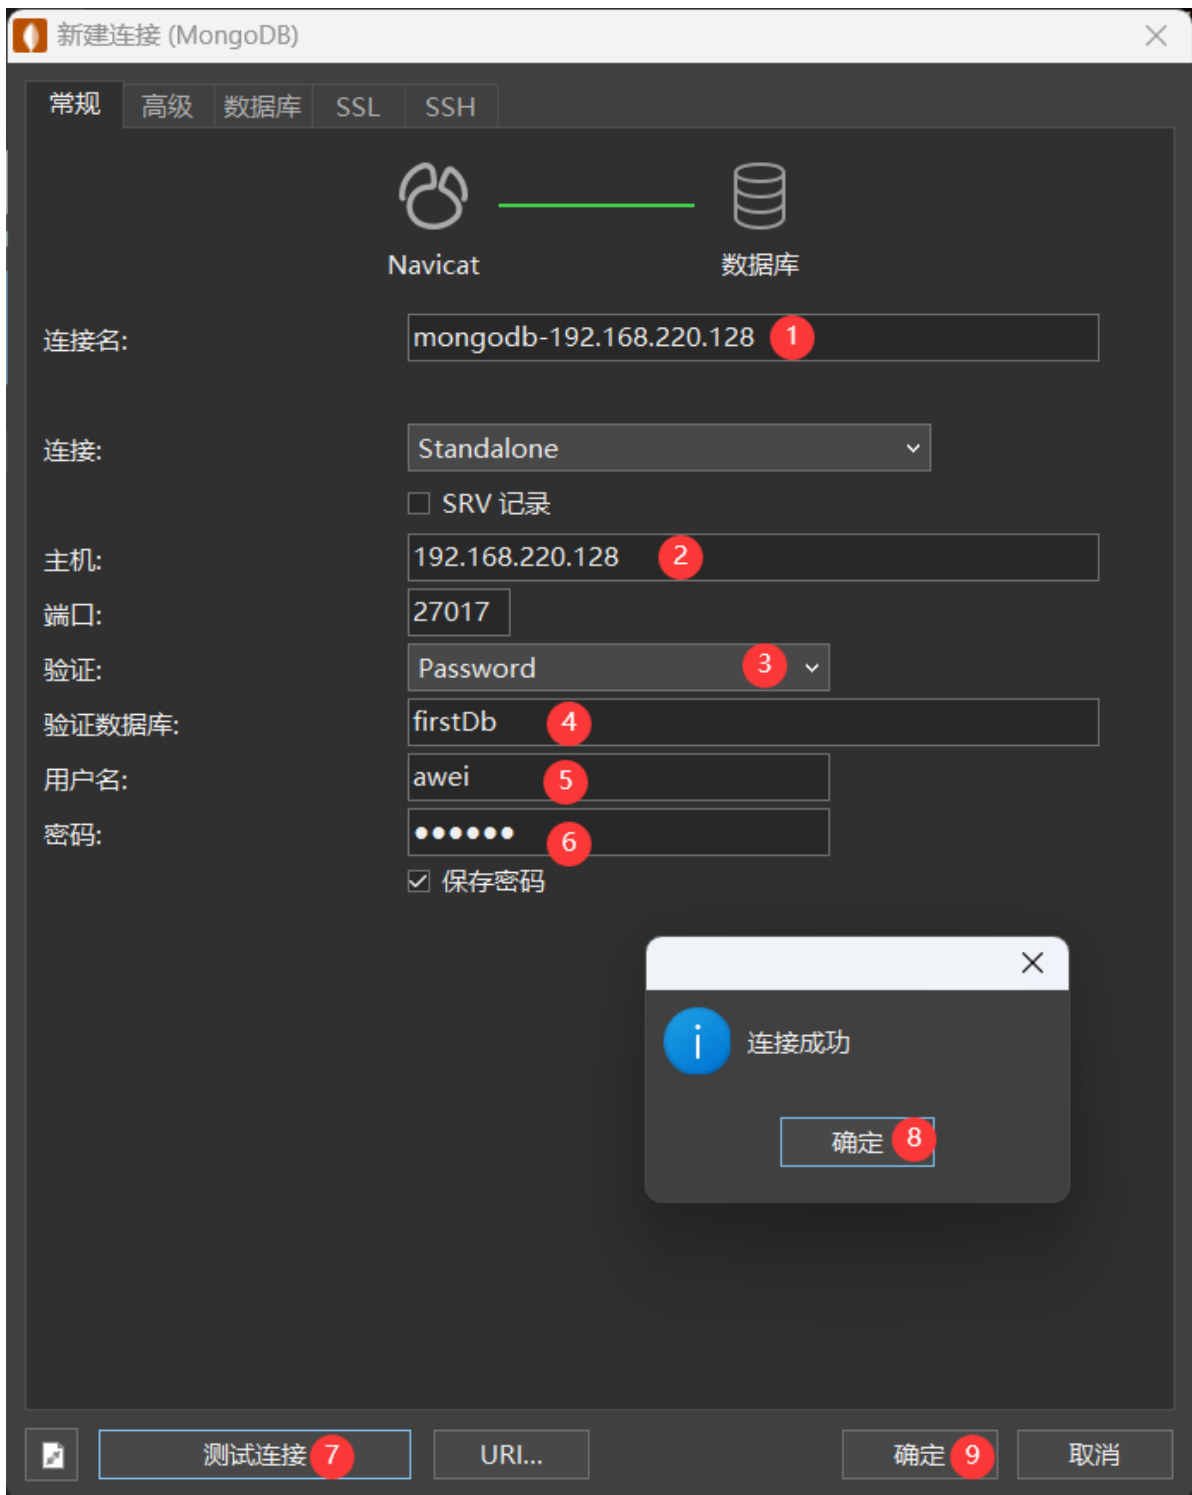 新建连接 (MongoDB)
常规 高级 数据库 SSL SSH
Navicat 数据库
连接名: mongodb-192.168.220.128 1
连接: Standalone
SRV 记录
主机: 192.168.220.128 2
端口: 27017
验证: Password 3
验证数据库: firstDb 4
用户名: awei 5
密码: ●●●●●● 6
保存密码
连接成功
确定 8
测试连接 7 URI... 确定 9 取消